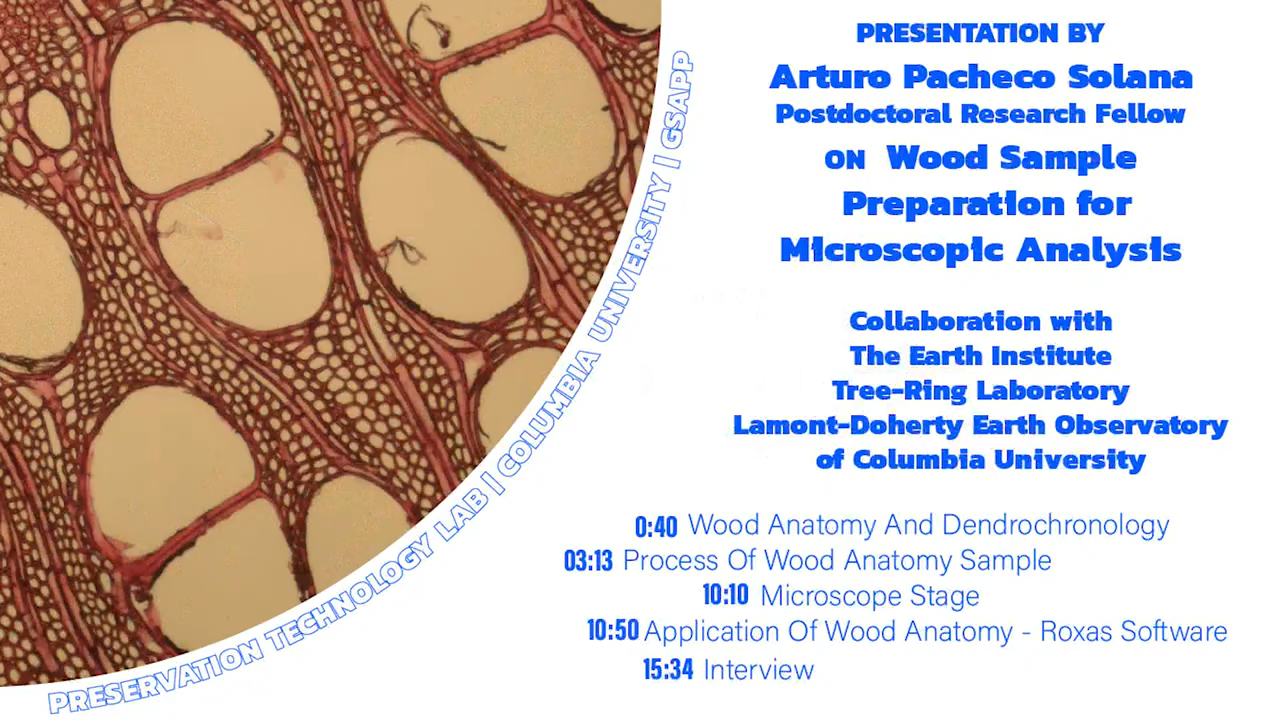 PRESENTATION BY
Arturo Pacheco Solana
Postdoctoral Research Fellow
ON Wood Sample
Preparation for
Microscopic Analysis
Collaboration with
The Earth Institute
Tree-Ring Laboratory
Lamont-Doherty Earth Observatory
of Columbia University
0:40 Wood Anatomy And Dendrochronology
03:13 Process Of Wood Anatomy Sample
10:10 Microscope Stage
10:50 Application Of Wood Anatomy - Roxas Software
15:34 Interview
PRESERVATION TECHNOLOGY LAB | COLUMBIA UNIVERSITY | GSAPP